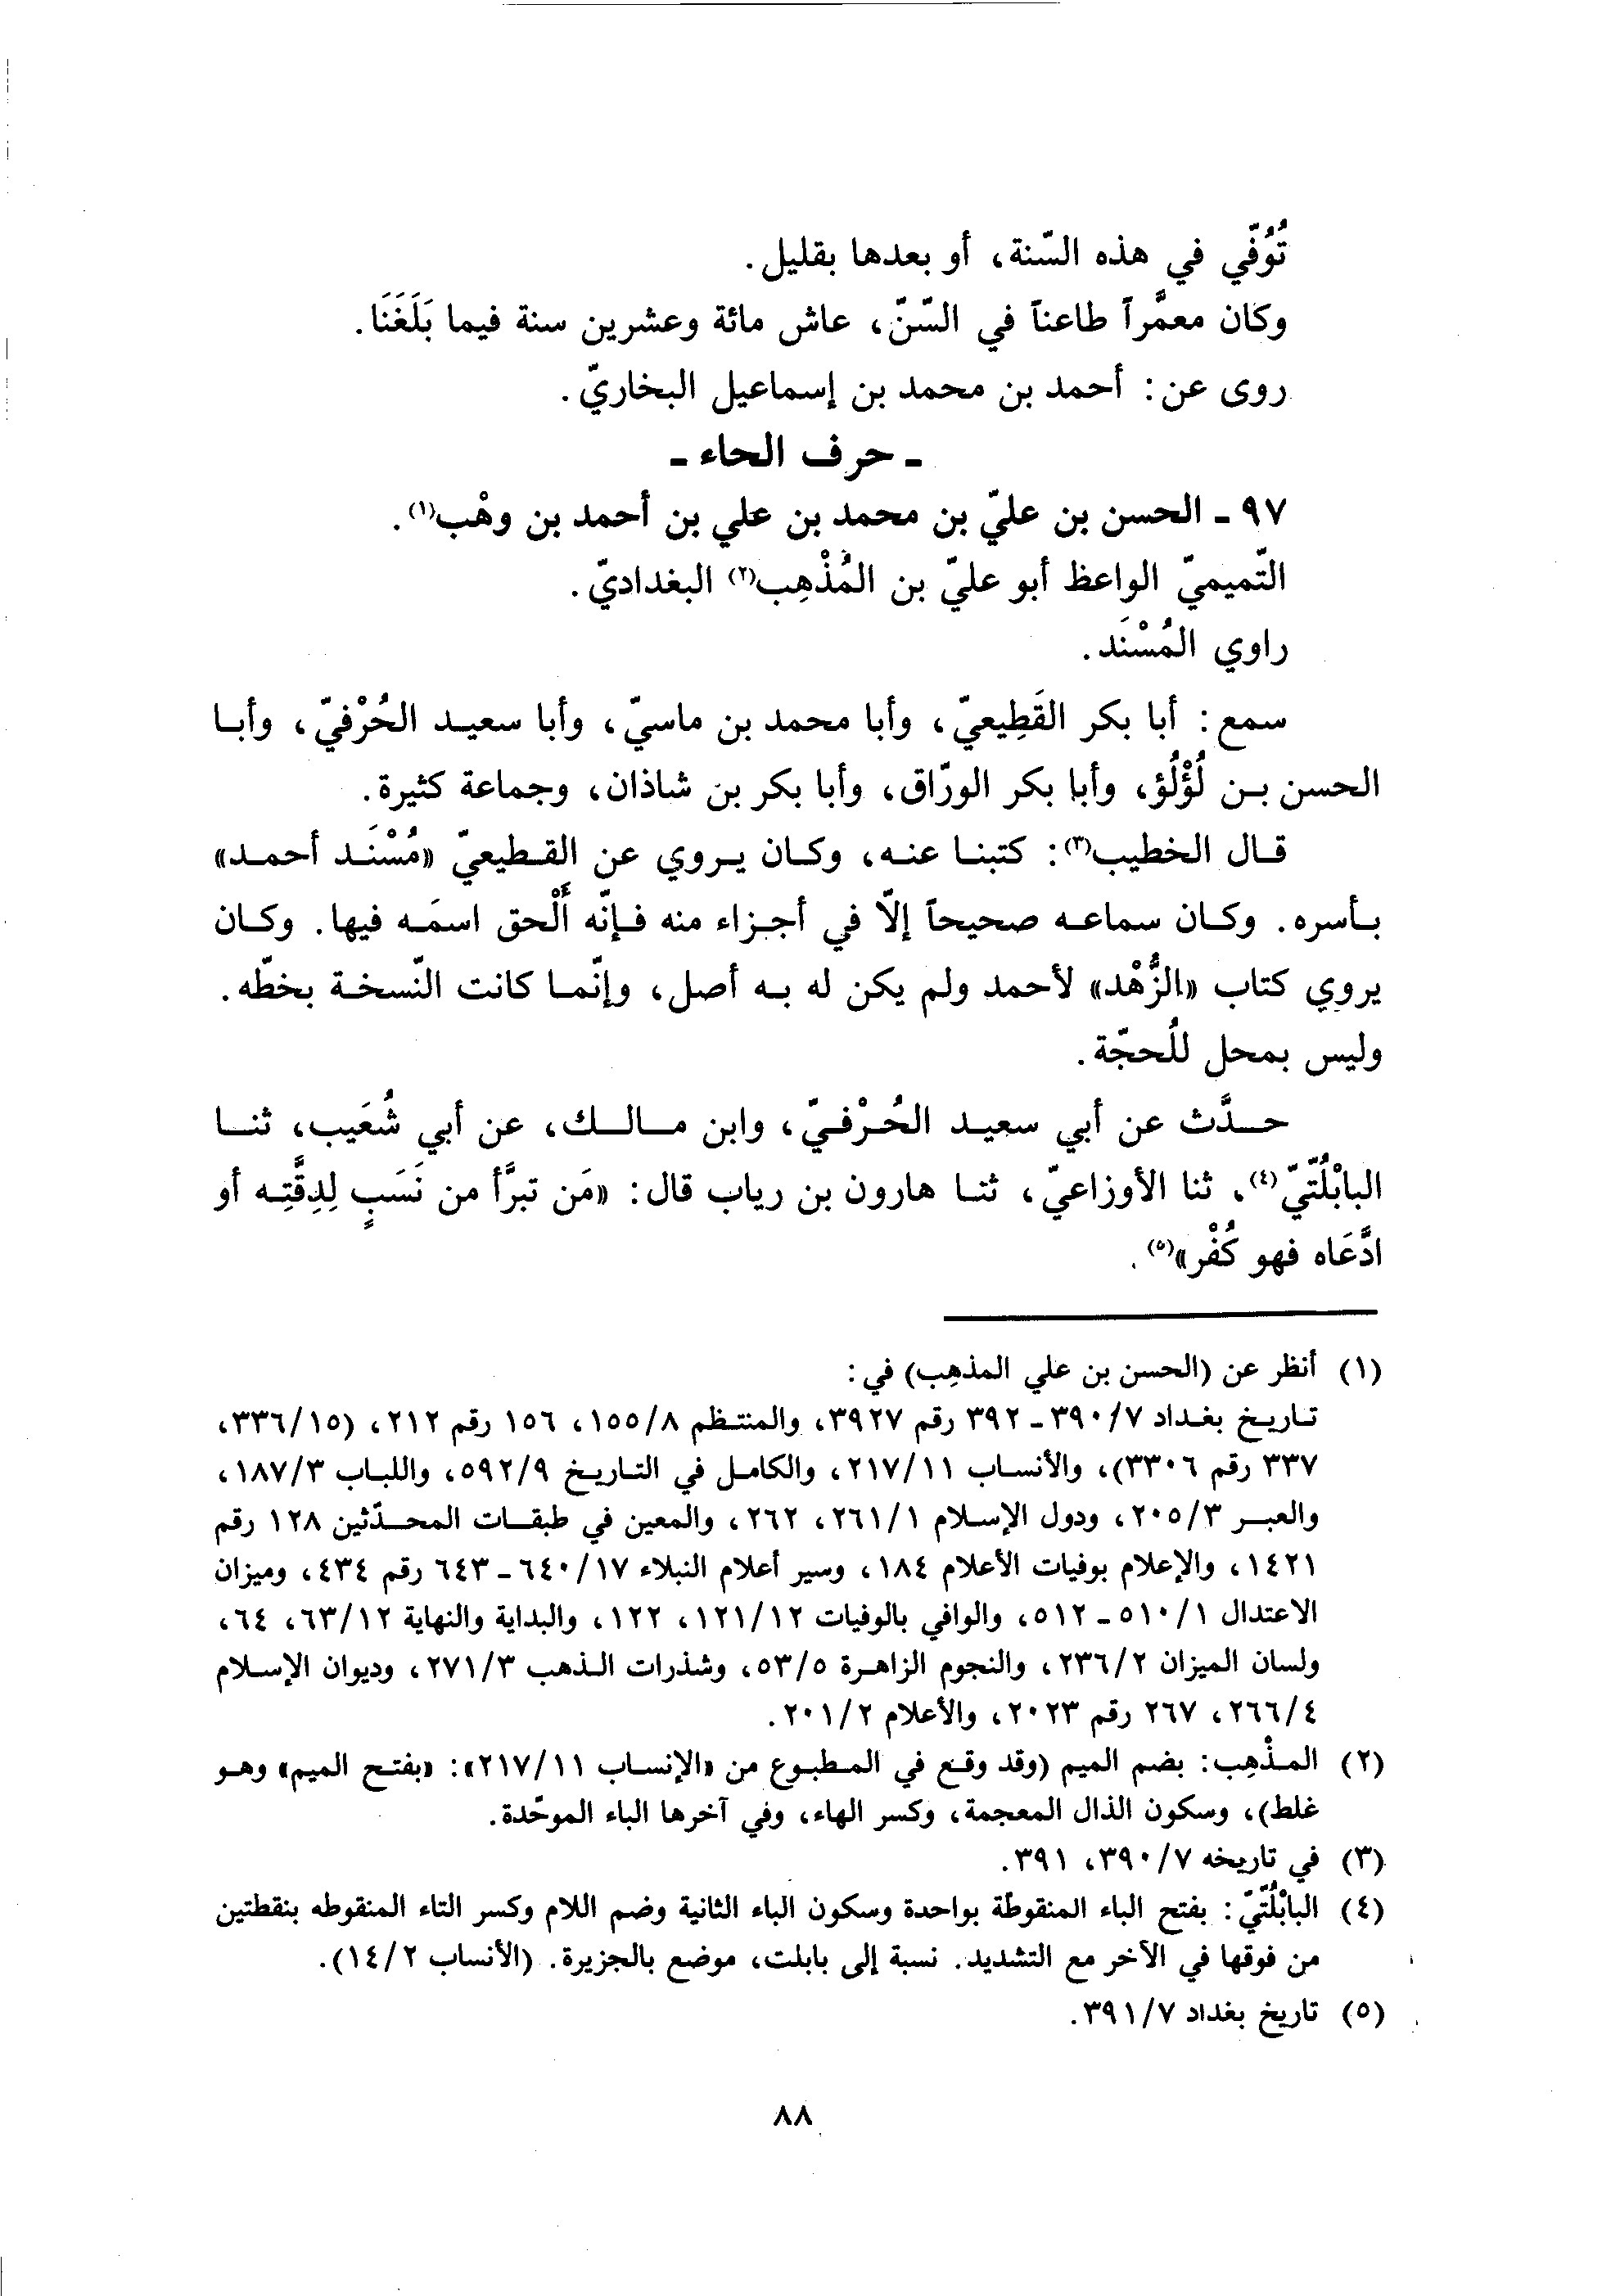 تُوُفّي في هذه السّنة، أو بعدها بقليل.
وكان معمَّراً طاعناً في السّنّ، عاش مائة وعشرين سنة فيما بَلَغَنَا.
روى عن: أحمد بن محمد بن إسماعيل البخاريّ.
ـ حرف الحاء ـ
٩٧ ـ الحسن بن عليّ بن محمد بن علي بن أحمد بن وهْب(١).
التّميميّ الواعظ أبو عليّ بن المُذْهِب(٢) البغداديّ.
راوي المُسْنَد.
سمع: أبا بكر القَطِيعيّ، وأبا محمد بن ماسيّ، وأبا سعيد الحُرْفيّ، وأبا
الحسن بن لُؤْلُؤ، وأبا بكر الورّاق، وأبا بكر بن شاذان، وجماعة كثيرة.
قال الخطيب(٣): كتبنا عنه، وكان يروي عن القطيعيّ «مُسْنَد أحمد»
بأسره. وكان سماعه صحيحاً إلّا في أجزاء منه فإنّه أَلْحق اسمَه فيها. وكان
يروي كتاب «الزُّهْد» لأحمد ولم يكن له به أصل، وإنّما كانت النّسخة بخطّه.
وليس بمحل للُحجّة.
حدَّث عن أبي سعيد الحُرْفيّ، وابن مالك، عن أبي شُعَيب، ثنا
البابْلُتّيّ(٤)، ثنا الأوزاعيّ، ثنا هارون بن رياب قال: «مَن تبرَّأ من نَسَبٍ لِدِقَّتِه أو
ادَّعَاه فهو كُفْر»(٥).
(١) أنظر عن (الحسن بن علي المذهِب) في:
تاريخ بغداد ٣٩٠/٧ ـ ٣٩٢ رقم ٣٩٢٧، والمنتظم ١٥٥/٨، ١٥٦ رقم ٢١٢، (٣٣٦/١٥،
٣٣٧ رقم ٣٣٠٦)، والأنساب ٢١٧/١١، والكامل في التاريخ ٥٩٢/٩، واللباب ١٨٧/٣،
والعبر ٢٠٥/٣، ودول الإسلام ٢٦١/١، ٢٦٢، والمعين في طبقات المحدّثين ١٢٨ رقم
١٤٢١، والإعلام بوفيات الأعلام ١٨٤، وسير أعلام النبلاء ٦٤٠/١٧ ـ ٦٤٣ رقم ٤٣٤، وميزان
الاعتدال ٥١٠/١ ـ ٥١٢، والوافي بالوفيات ١٢١/١٢، ١٢٢، والبداية والنهاية ٦٣/١٢، ٦٤،
ولسان الميزان ٢٣٦/٢، والنجوم الزاهرة ٥٣/٥، وشذرات الذهب ٢٧١/٣، وديوان الإسلام
٢٦٦/٤، ٢٦٧ رقم ٢٠٢٣، والأعلام ٢٠١/٢.
(٢) المذْهِب: بضم الميم (وقد وقع في المطبوع من «الإنساب ٢١٧/١١»: «بفتح الميم» وهو
غلط)، وسكون الذال المعجمة، وكسر الهاء، وفي آخرها الباء الموحّدة.
(٣) في تاريخه ٣٩٠/٧، ٣٩١.
(٤) البابْلُتّيّ: بفتح الباء المنقوطة بواحدة وسكون الباء الثانية وضم اللام وكسر التاء المنقوطه بنقطتين
من فوقها في الآخر مع التشديد. نسبة إلى بابلت، موضع بالجزيرة. (الأنساب ١٤/٢).
(٥) تاريخ بغداد ٣٩١/٧.
٨٨